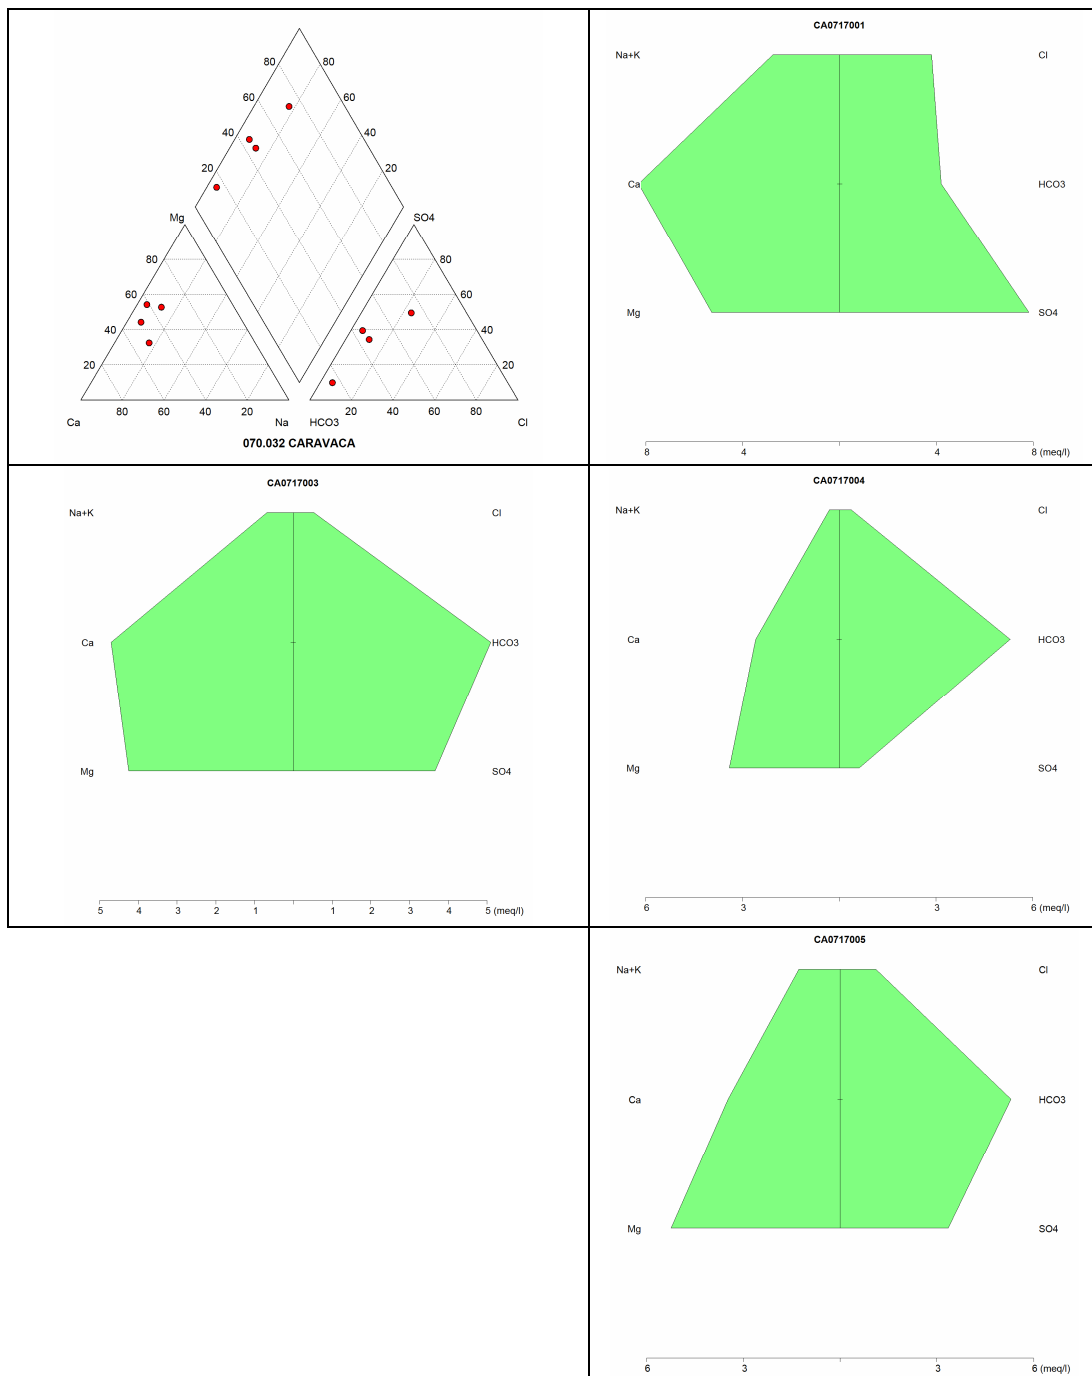 80 80
60 60
40 40
20 20
Mg SO4
80 80
60 60
40 40
20 20
80 60 40 20 20 40 60 80
Ca Na HCO3 Cl
070.032 CARAVACA
CA0717001
Na+K Cl
Ca HCO3
Mg SO4
8 4 4 8 (meq/l)
CA0717003
Na+K Cl
Ca HCO3
Mg SO4
5 4 3 2 1 1 2 3 4 5 (meq/l)
CA0717004
Na+K Cl
Ca HCO3
Mg SO4
6 3 3 6 (meq/l)
CA0717005
Na+K Cl
Ca HCO3
Mg SO4
6 3 3 6 (meq/l)